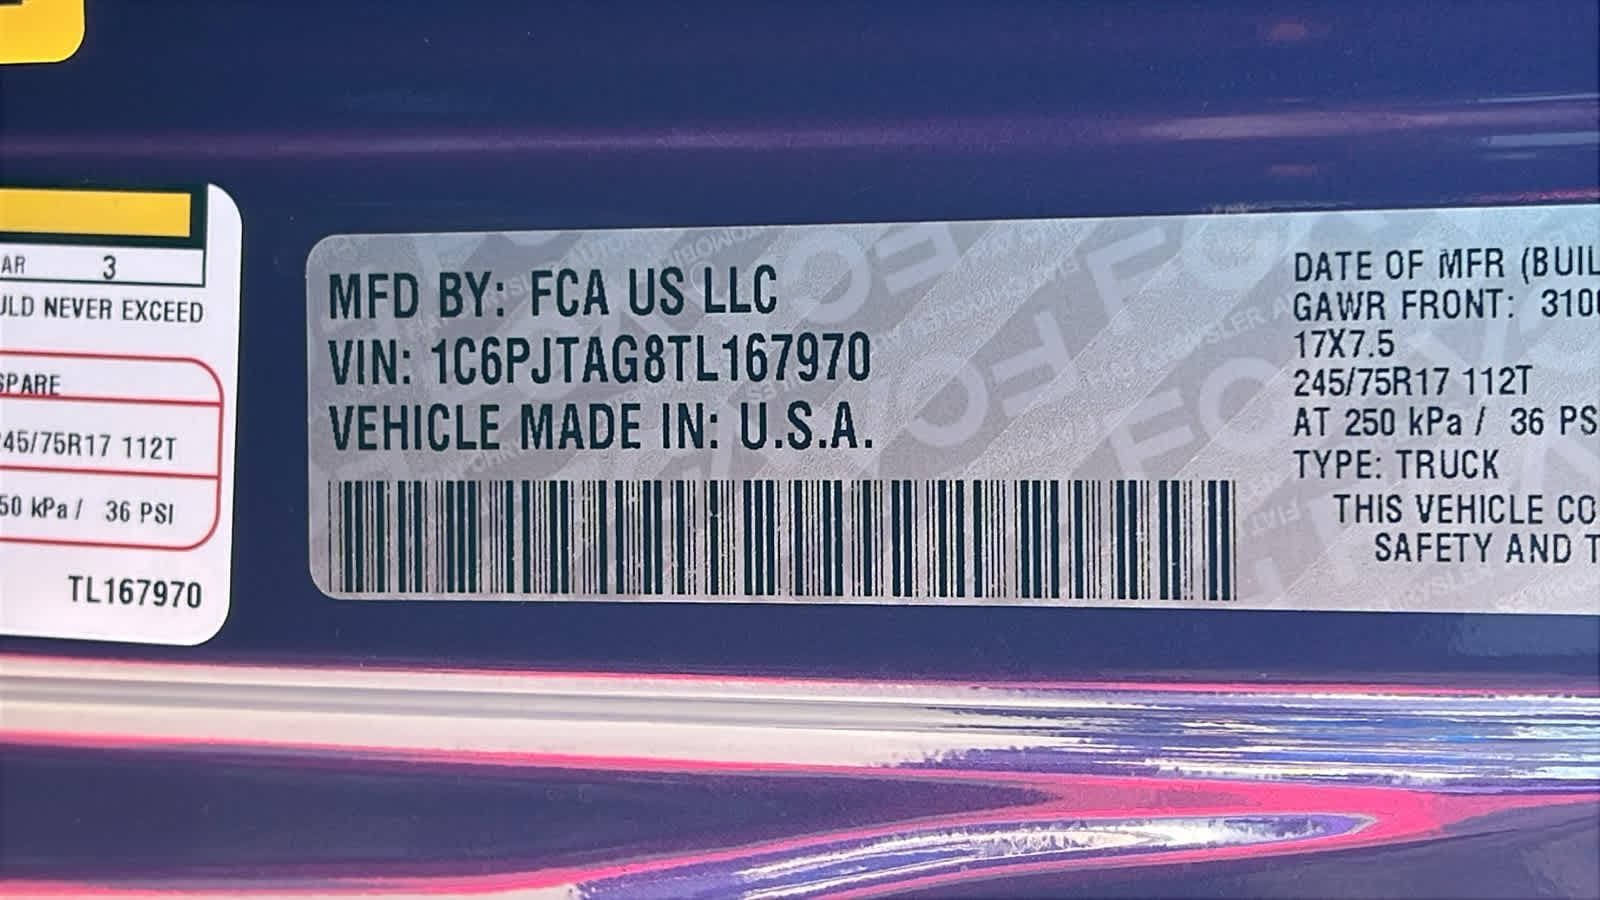 AR 3
ULD NEVER EXCEED
SPARE
245/75R17 112T
50 kPa / 36 PSI
TL167970
MFD BY: FCA US LLC
VIN: 1C6PJTAG8TL167970
VEHICLE MADE IN: U.S.A.
DATE OF MFR (BUIL
GAWR FRONT: 310
17X7.5
245/75R17 112T
AT 250 kPa / 36 PS
TYPE: TRUCK
THIS VEHICLE CO
SAFETY AND T